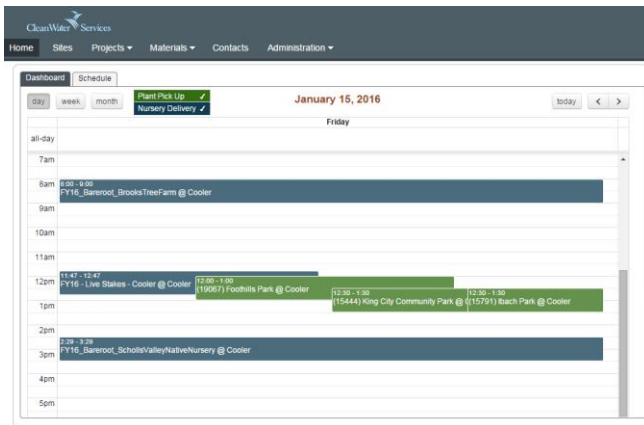 CleanWater Services
Home Sites Projects Materials Contacts Administration
Dashboard Schedule
day week month Plant Pick Up ✓ January 15, 2016 today < >
Nursery Delivery ✓
Friday
all-day
7am
8am 8:00 - 9:00
FY16_Bareroot_BrooksTreeFarm @ Cooler
9am
10am
11am
11:47 - 12:47
12pm FY16 - Live Stakes - Cooler @ Cooler 12:00 - 1:00
(19067) Foothills Park @ Cooler
12:30 - 1:30 12:30 - 1:30
1pm (15444) King City Community Park @ (15791) Ibach Park @ Cooler
2pm
2:29 - 3:29
3pm FY16_Bareroot_SchollsValleyNativeNursery @ Cooler
4pm
5pm